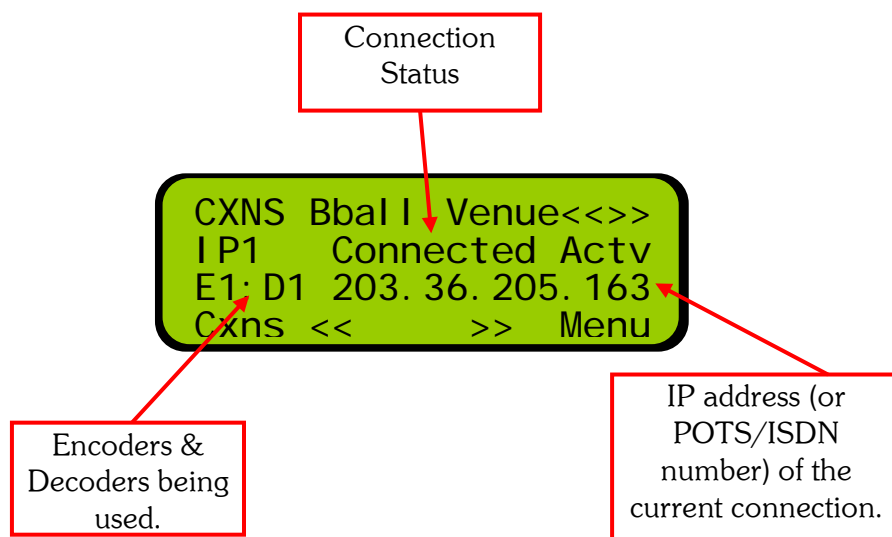 Connection
Status
CXNS Bball Venue<<>>
IP1 Connected Actv
E1:D1 203.36.205.163
Cxns << >> Menu
Encoders &
Decoders being
used.
IP address (or
POTS/ISDN
number) of the
current connection.